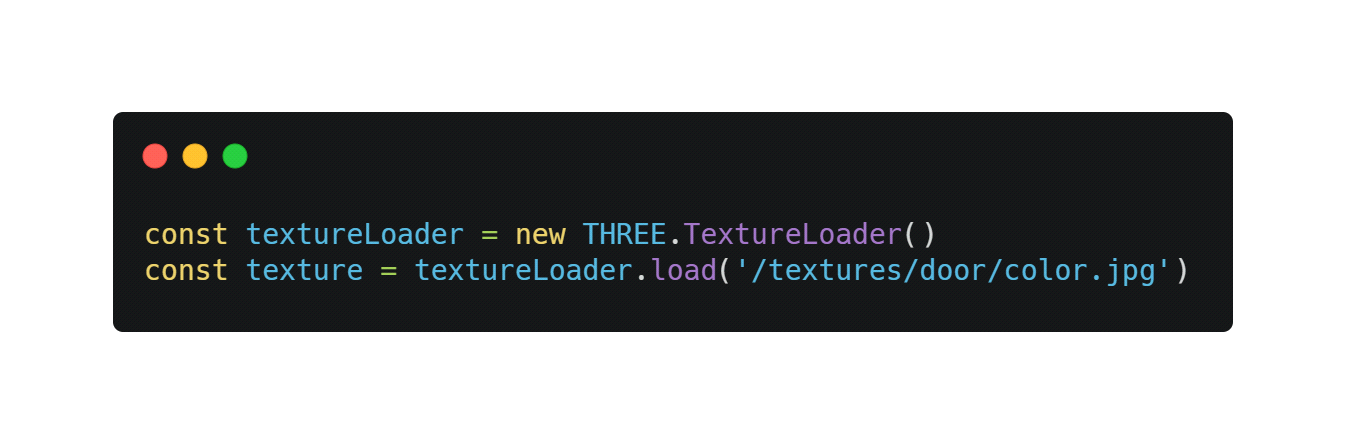 const textureLoader = new THREE.TextureLoader()
const texture = textureLoader.load('/textures/door/color.jpg')